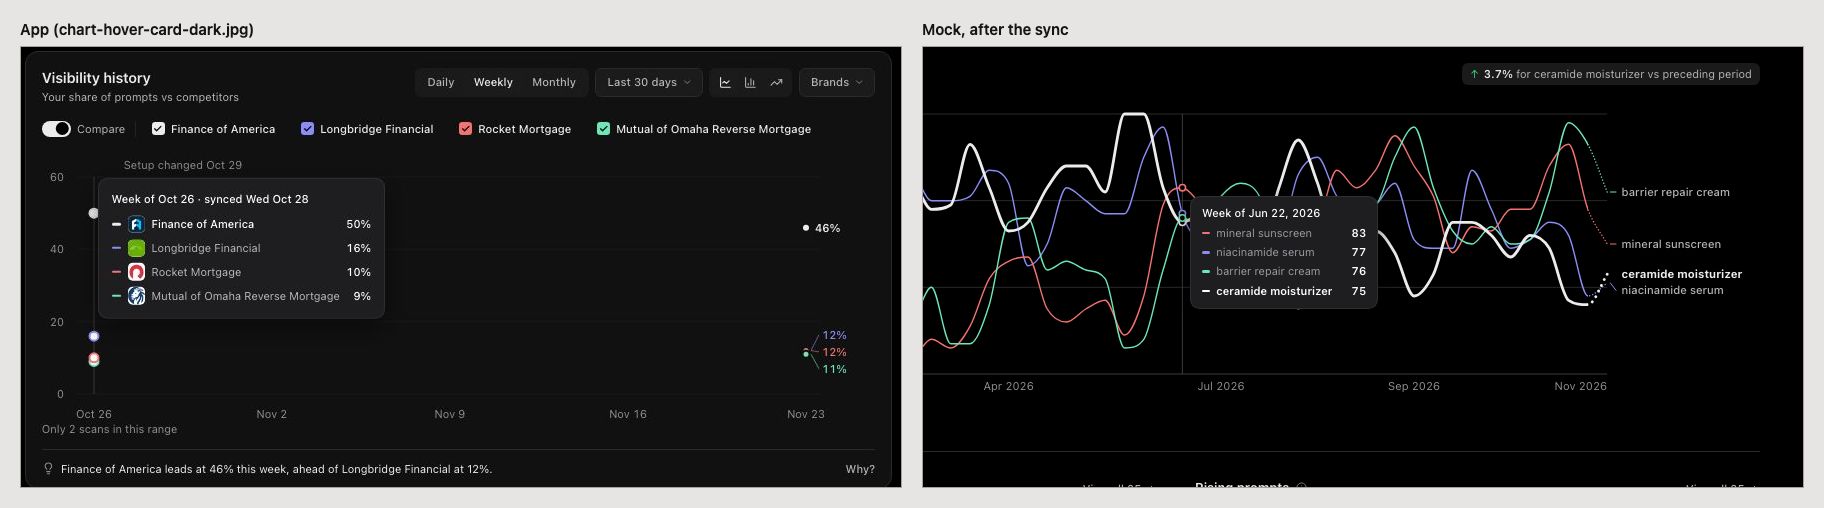 App (chart-hover-card-dark.jpg)
Visibility history
Your share of prompts vs competitors
Daily Weekly Monthly Last 30 days Brands
Compare Finance of America Longbridge Financial Rocket Mortgage Mutual of Omaha Reverse Mortgage
Setup changed Oct 29
60
40
20
0
Week of Oct 26 · synced Wed Oct 28
Finance of America 50%
Longbridge Financial 16%
Rocket Mortgage 10%
Mutual of Omaha Reverse Mortgage 9%
46%
12%
12%
11%
Oct 26 Nov 2 Nov 9 Nov 16 Nov 23
Only 2 scans in this range
Finance of America leads at 46% this week, ahead of Longbridge Financial at 12%.
Why?
Mock, after the sync
↑ 3.7% for ceramide moisturizer vs preceding period
Week of Jun 22, 2026
mineral sunscreen 83
niacinamide serum 77
barrier repair cream 76
ceramide moisturizer 75
barrier repair cream
mineral sunscreen
ceramide moisturizer
niacinamide serum
Apr 2026 Jul 2026 Sep 2026 Nov 2026
Rising prompts